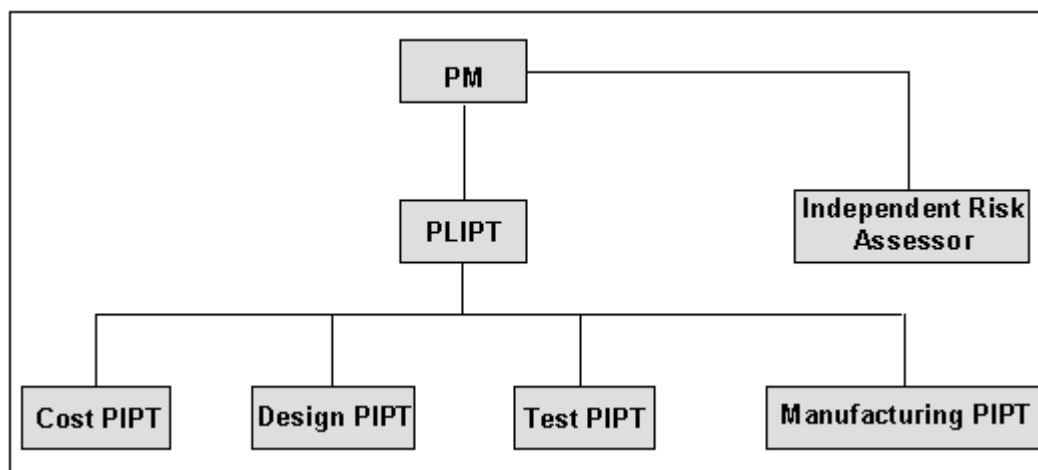 PM
PLIPT
Independent Risk
Assessor
Cost PIPT
Design PIPT
Test PIPT
Manufacturing PIPT